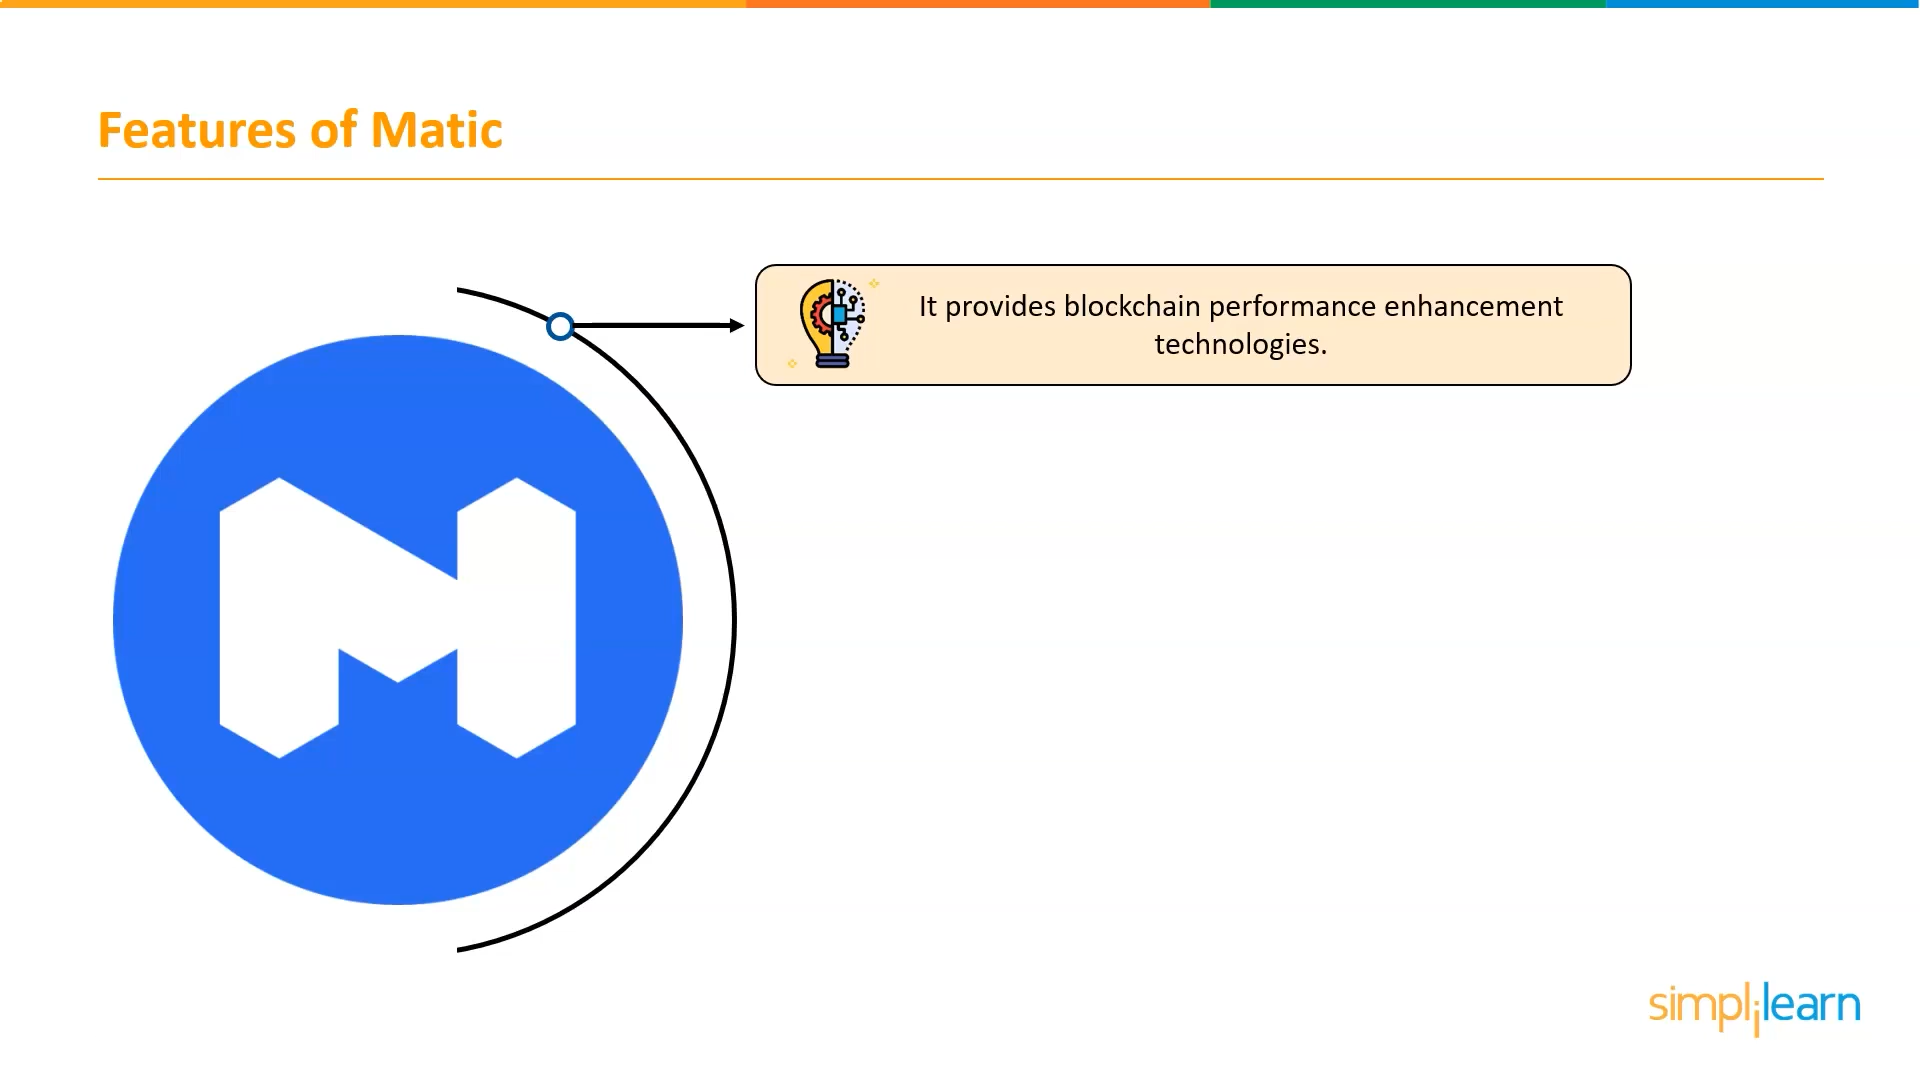 Features of Matic
It provides blockchain performance enhancement
technologies.
simplilearn